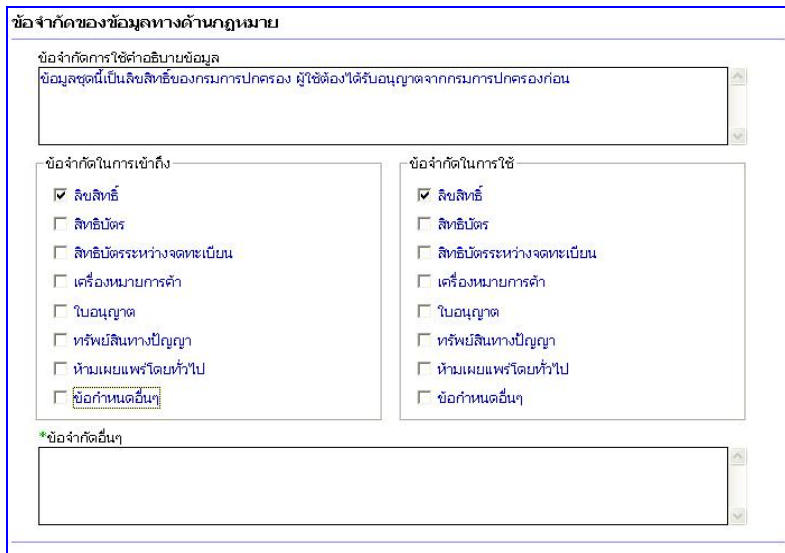 ข้อจำกัดของข้อมูลทางด้านกฎหมาย
ข้อจำกัดการใช้คำอธิบายข้อมูล
ข้อมูลชุดนี้เป็นลิขสิทธิ์ของกรมการปกครอง ผู้ใช้ต้องได้รับอนุญาตจากกรมการปกครองก่อน
ข้อจำกัดในการเข้าถึง
ลิขสิทธิ์
สิทธิบัตร
สิทธิบัตรระหว่างจดทะเบียน
เครื่องหมายการค้า
ใบอนุญาต
ทรัพย์สินทางปัญญา
ห้ามเผยแพร่โดยทั่วไป
ข้อกำหนดอื่นๆ
ข้อจำกัดในการใช้
ลิขสิทธิ์
สิทธิบัตร
สิทธิบัตรระหว่างจดทะเบียน
เครื่องหมายการค้า
ใบอนุญาต
ทรัพย์สินทางปัญญา
ห้ามเผยแพร่โดยทั่วไป
ข้อกำหนดอื่นๆ
*ข้อจำกัดอื่นๆ